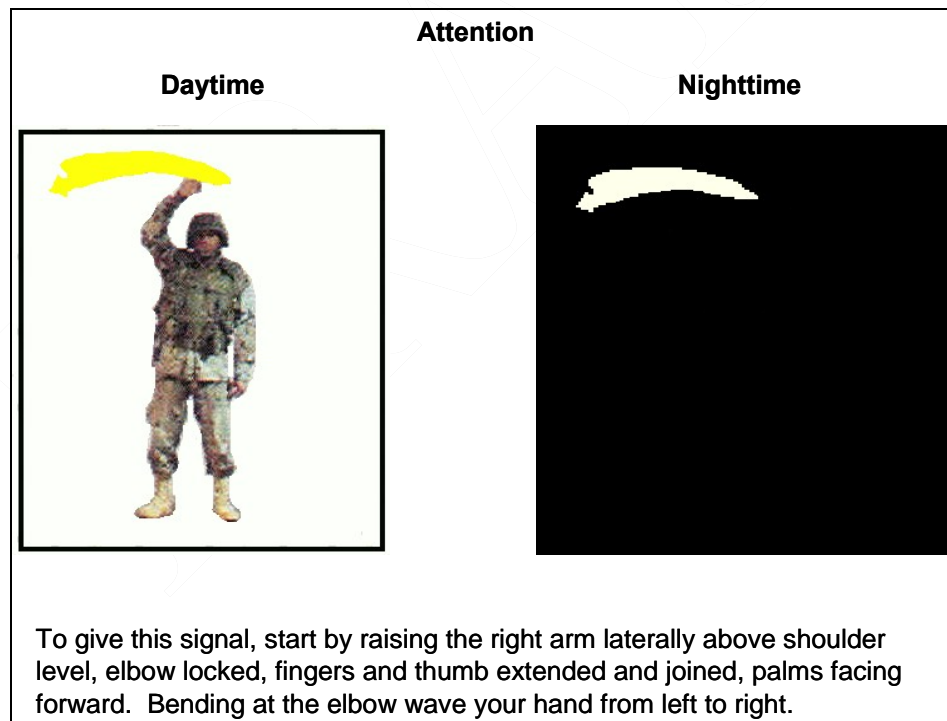 Attention
Daytime Nighttime
To give this signal, start by raising the right arm laterally above shoulder
level, elbow locked, fingers and thumb extended and joined, palms facing
forward.  Bending at the elbow wave your hand from left to right.